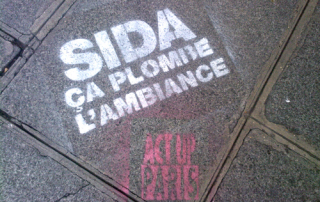 SIDA
ÇA PLOMBE
L'AMBIANCE
ACT UP
PARIS